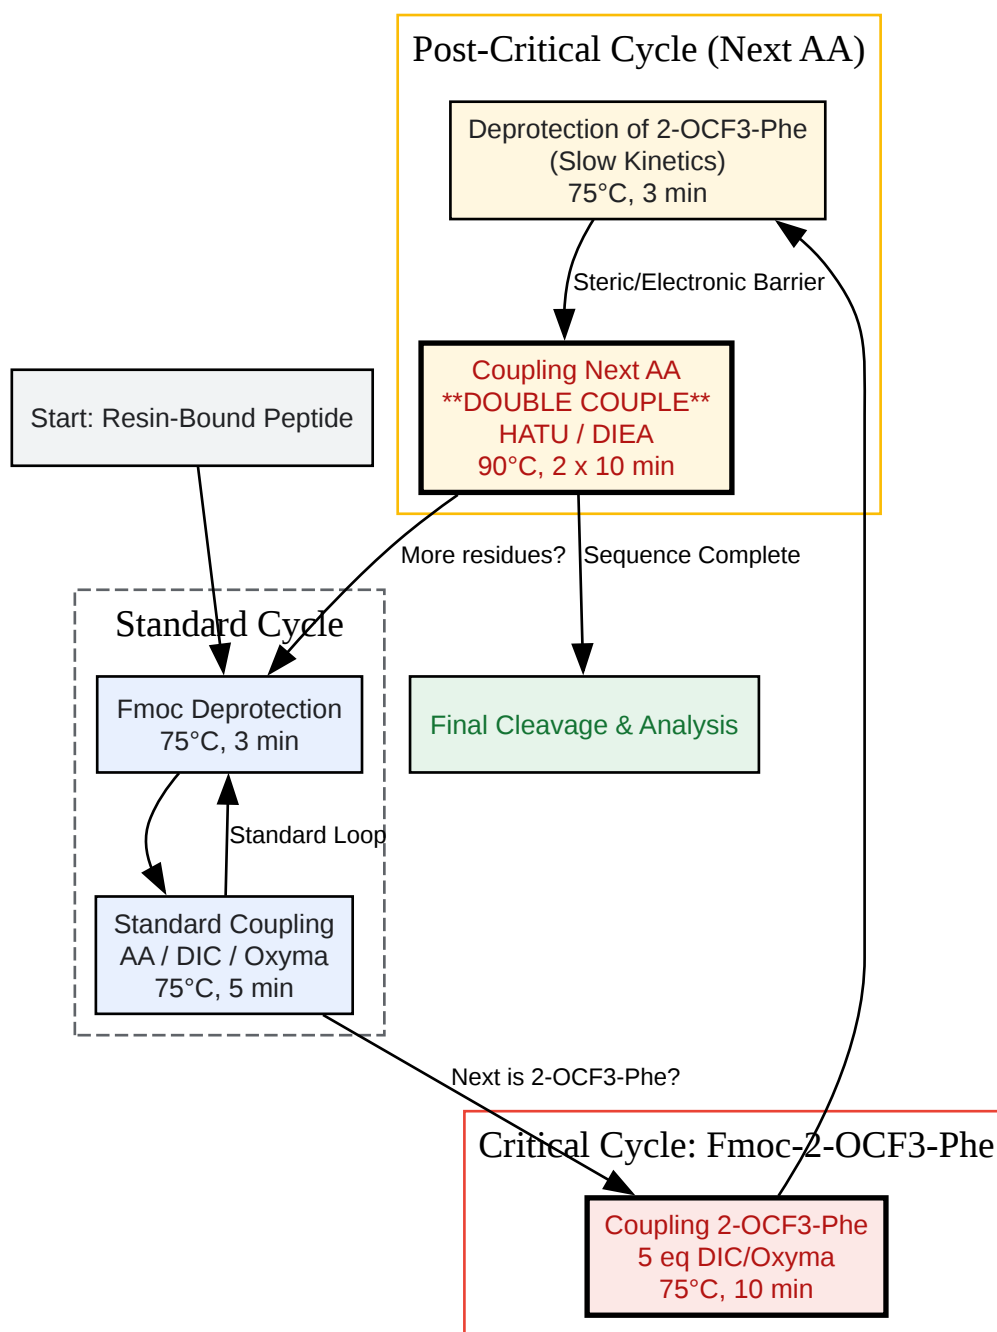 Post-Critical Cycle (Next AA)
Deprotection of 2-OCF3-Phe
(Slow Kinetics)
75°C, 3 min
Steric/Electronic Barrier
Coupling Next AA
**DOUBLE COUPLE**
HATU / DIEA
90°C, 2 x 10 min
Start: Resin-Bound Peptide
More residues?
Sequence Complete
Standard Cycle
Fmoc Deprotection
75°C, 3 min
Final Cleavage & Analysis
Standard Loop
Standard Coupling
AA / DIC / Oxyma
75°C, 5 min
Next is 2-OCF3-Phe?
Critical Cycle: Fmoc-2-OCF3-Phe
Coupling 2-OCF3-Phe
5 eq DIC/Oxyma
75°C, 10 min